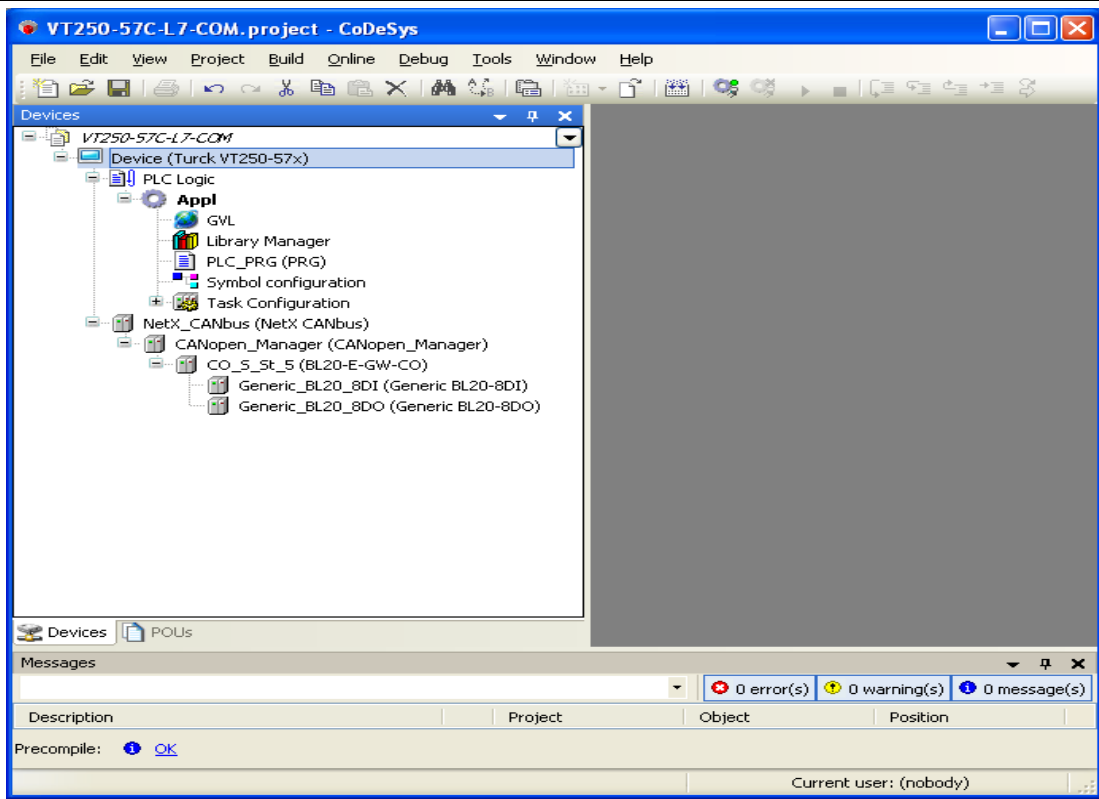 VT250-57C-L7-COM.project - CoDeSys
File Edit View Project Build Online Debug Tools Window Help
Devices
VT250-57C-L7-COM
Device (Turck VT250-57x)
PLC Logic
Appl
GVL
Library Manager
PLC_PRG (PRG)
Symbol configuration
Task Configuration
NetX_CANbus (NetX CANbus)
CANopen_Manager (CANopen_Manager)
CO_S_St_5 (BL20-E-GW-CO)
Generic_BL20_8DI (Generic BL20-8DI)
Generic_BL20_8DO (Generic BL20-8DO)
Devices POUs
Messages
0 error(s) 0 warning(s) 0 message(s)
Description Project Object Position
Precompile: OK
Current user: (nobody)